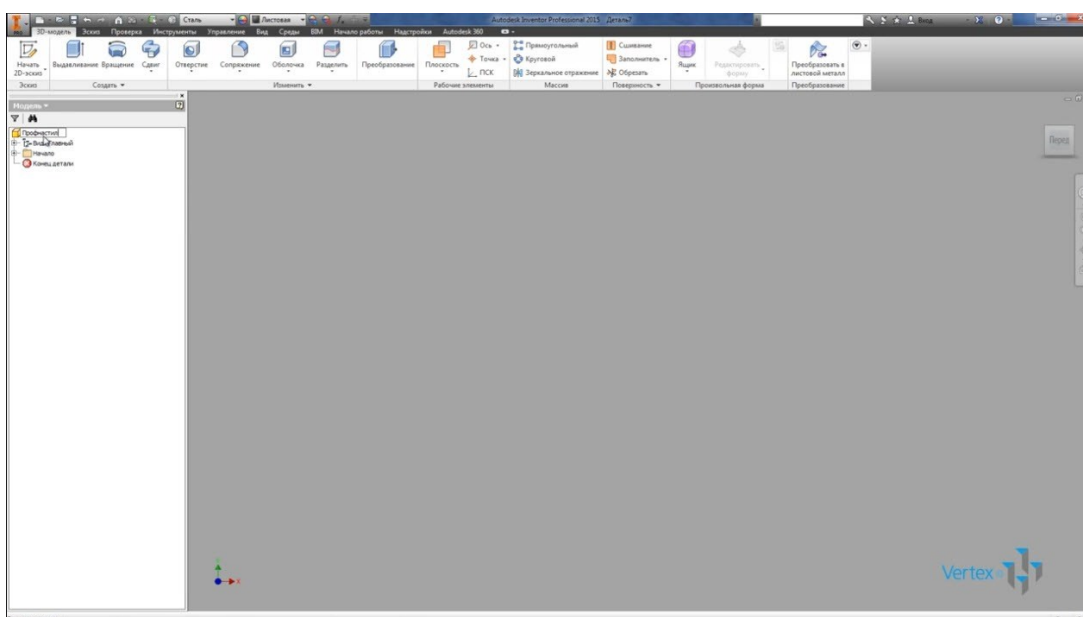 Сталь Листовая Autodesk Inventor Professional 2015 Деталь7 Вход
3D-модель Эскиз Проверка Инструменты Управление Вид Среды BIM Начало работы Надстройки Autodesk 360
Начать 2D-эскиз Выдавливание Вращение Сдвиг Отверстие Сопряжение Оболочка Разделить Преобразование Плоскость
Ось Точка ПСК
Прямоугольный Круговой Зеркальное отражение
Сшивание Заполнитель Обрезать
Ящик Редактировать форму Преобразовать в листовой металл
Эскиз Создать Изменить Рабочие элементы Массив Поверхность Произвольная форма Преобразование
Модель
Профнастил
Вид: Главный
Начало
Конец детали
Перед
X
Vertex